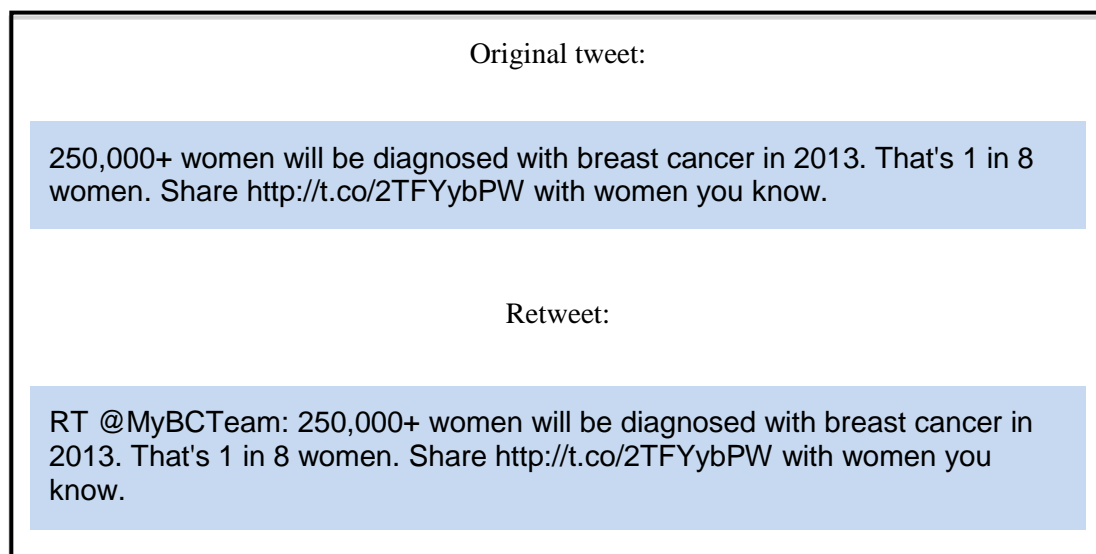 Original tweet:
250,000+ women will be diagnosed with breast cancer in 2013. That's 1 in 8
women. Share http://t.co/2TFYybPW with women you know.
Retweet:
RT @MyBCTeam: 250,000+ women will be diagnosed with breast cancer in
2013. That's 1 in 8 women. Share http://t.co/2TFYybPW with women you
know.